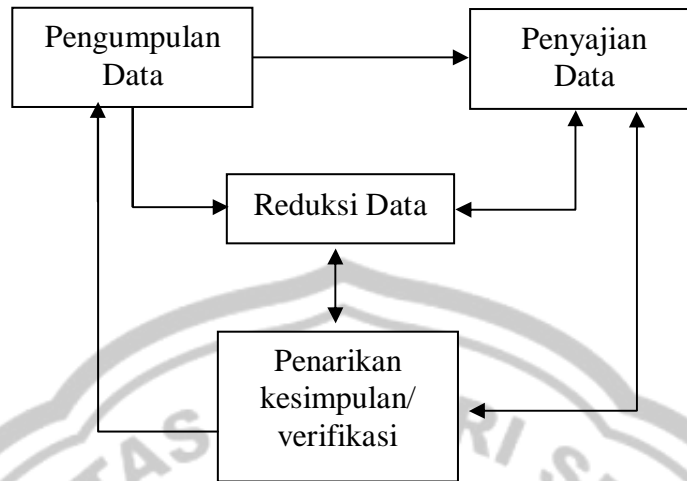 Pengumpulan
Data
Penyajian
Data
Reduksi Data
Penarikan
kesimpulan/
verifikasi